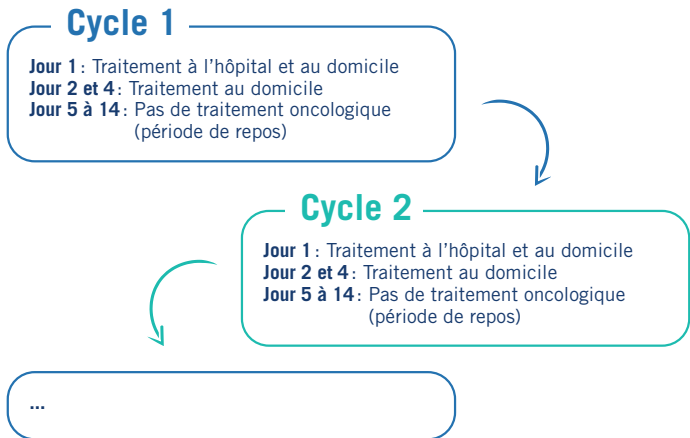 Cycle 1
Jour 1 : Traitement à l’hôpital et au domicile
Jour 2 et 4 : Traitement au domicile
Jour 5 à 14 : Pas de traitement oncologique
(période de repos)
Cycle 2
Jour 1 : Traitement à l’hôpital et au domicile
Jour 2 et 4 : Traitement au domicile
Jour 5 à 14 : Pas de traitement oncologique
(période de repos)
...